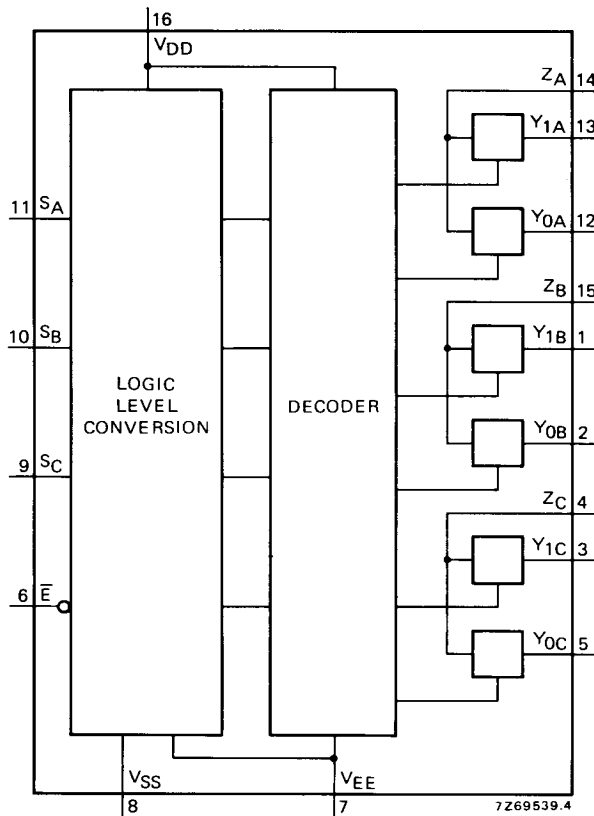 16
VDD
ZA 14
Y1A 13
11 SA
Y0A 12
ZB 15
10 SB
Y1B 1
LOGIC
LEVEL
CONVERSION
DECODER
Y0B 2
9 SC
ZC 4
Y1C 3
6 E̅
Y0C 5
VSS
VEE
8
7
7Z69539.4